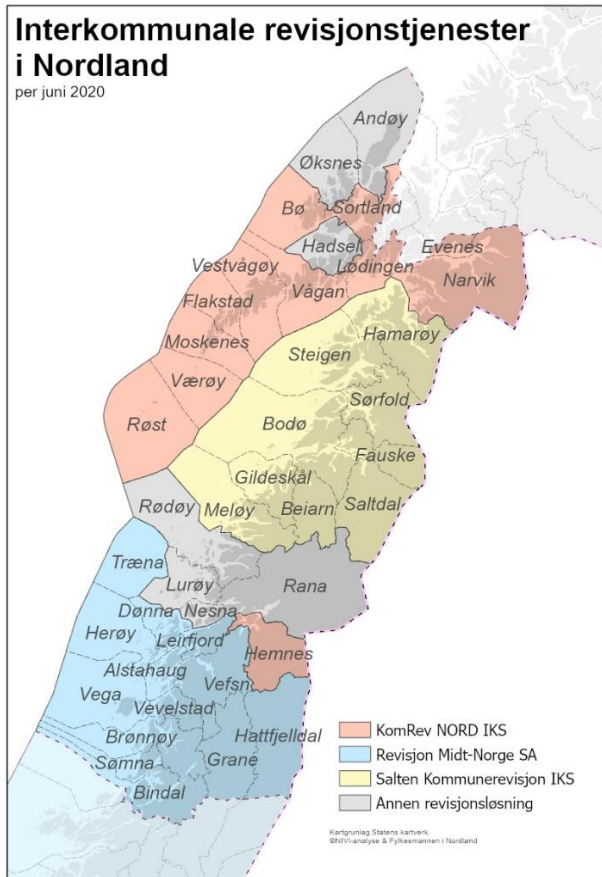 Interkommunale revisjonstjenester
i Nordland
per juni 2020
Andøy
Øksnes
Bø
Sortland
Hadsel
Evenes
Lødingen
Narvik
Vestvågøy
Vågan
Flakstad
Hamarøy
Moskenes
Steigen
Værøy
Sørfold
Røst
Bodø
Fauske
Gildeskål
Rødøy
Meløy
Beiarn
Saltdal
Træna
Lurøy
Rana
Dønna
Nesna
Herøy
Leirfjord
Hemnes
Alstahaug
Vefsn
Vega
Vevelstad
Brønnøy
Hattfjelldal
Sømna
Grane
Bindal
KomRev NORD IKS
Revisjon Midt-Norge SA
Salten Kommunerevisjon IKS
Annen revisjonsløsning
Kartgrunlag Statens kartverk.
©NIVI-analyse & Fylkesmannen i Nordland